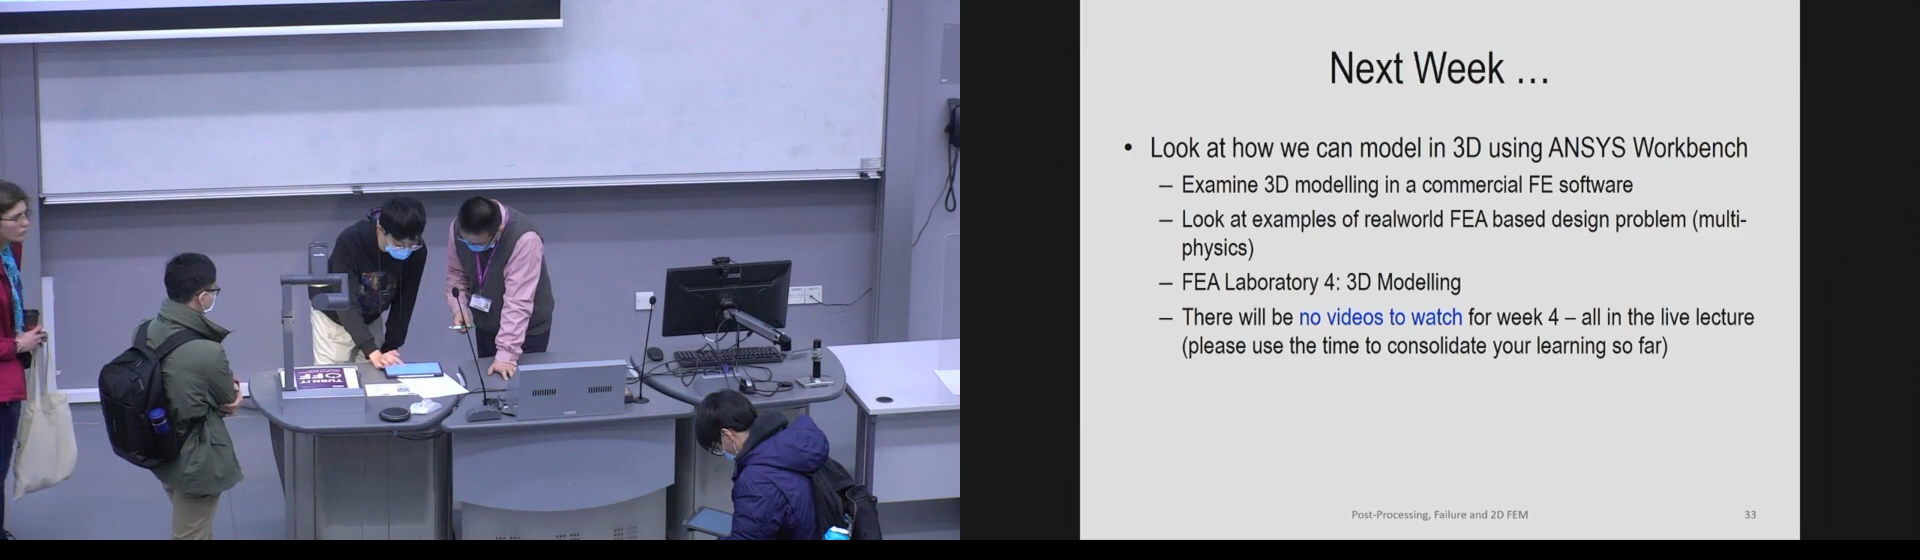 Next Week …
• Look at how we can model in 3D using ANSYS Workbench
– Examine 3D modelling in a commercial FE software
– Look at examples of realworld FEA based design problem (multi-
physics)
– FEA Laboratory 4: 3D Modelling
– There will be no videos to watch for week 4 – all in the live lecture
(please use the time to consolidate your learning so far)
Post-Processing, Failure and 2D FEM
33
TURN IT
OFF